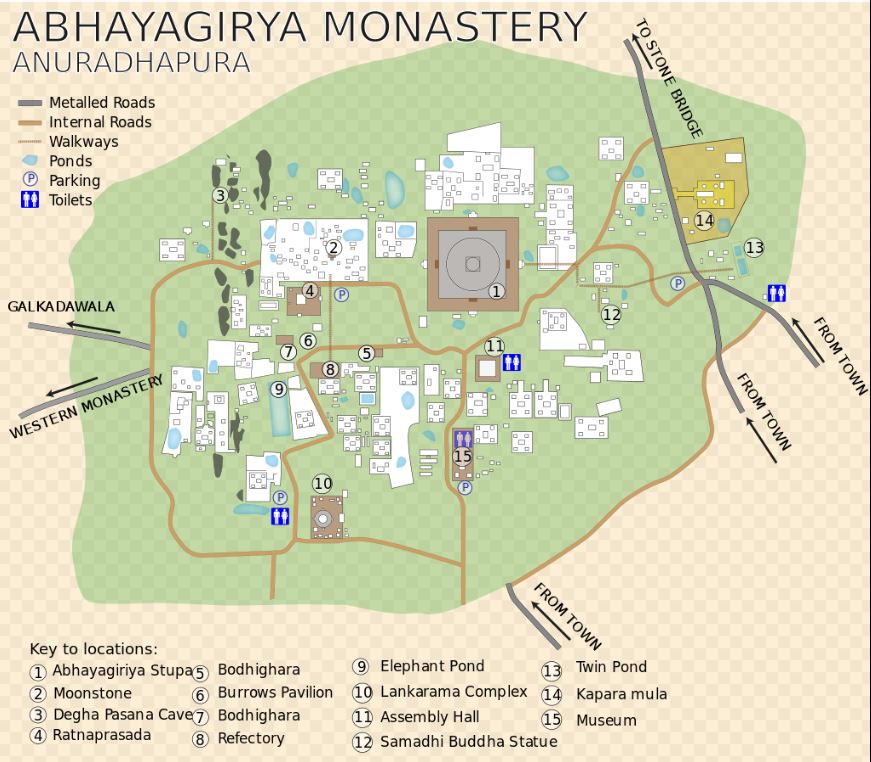 ABHAYAGIRYA MONASTERY
ANURADHAPURA
Metalled Roads
Internal Roads
Walkways
Ponds
P Parking
Toilets
TO STONE BRIDGE
3
14
2
13
1
4
P
P
12
GALKADAWALA
6
7
5
11
8
FROM TOWN
WESTERN MONASTERY
9
FROM TOWN
15
10
P
P
FROM TOWN
Key to locations:
1 Abhayagiriya Stupa
2 Moonstone
3 Degha Pasana Cave
4 Ratnaprasada
5 Bodhighara
6 Burrows Pavilion
7 Bodhighara
8 Refectory
9 Elephant Pond
10 Lankarama Complex
11 Assembly Hall
12 Samadhi Buddha Statue
13 Twin Pond
14 Kapara mula
15 Museum